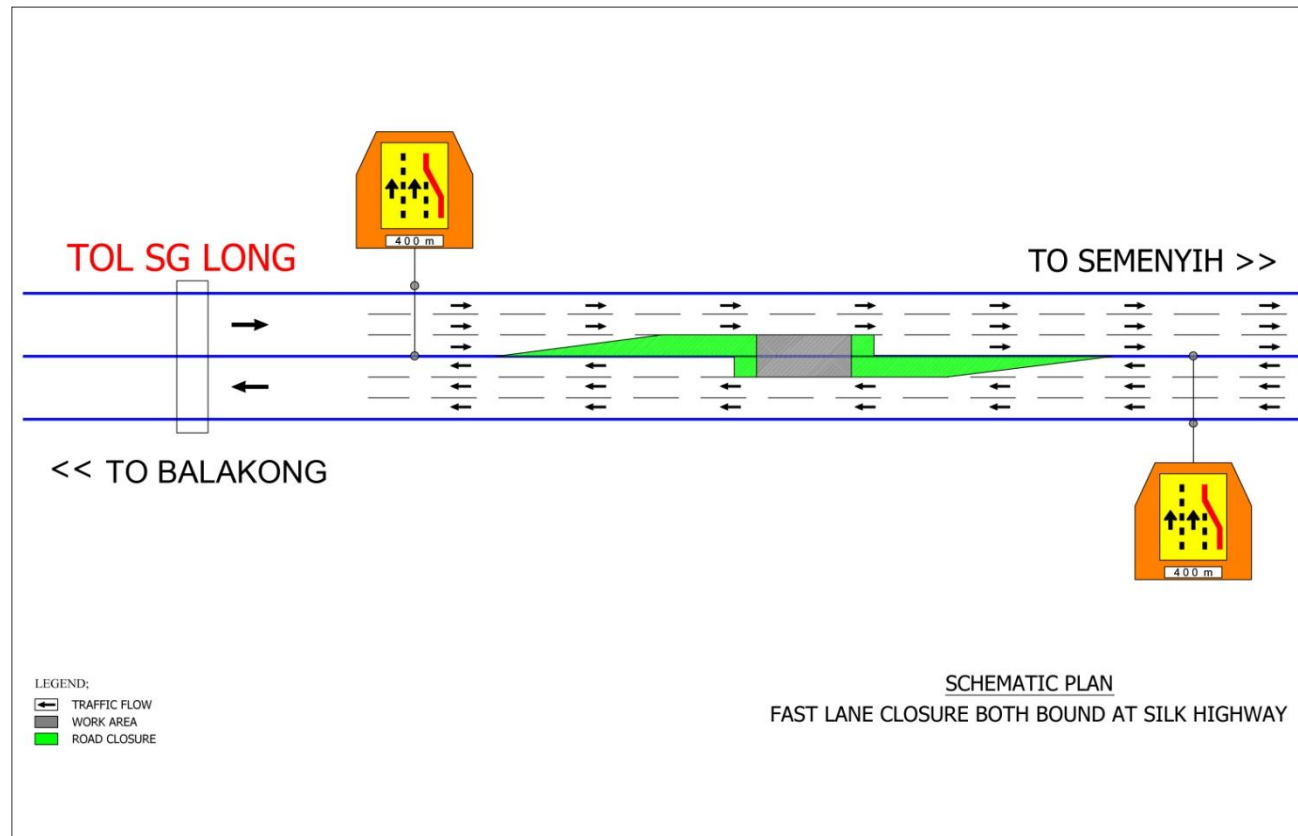 400 m
TOL SG LONG
TO SEMENYIH >>
<< TO BALAKONG
400 m
LEGEND;
TRAFFIC FLOW
WORK AREA
ROAD CLOSURE
SCHEMATIC PLAN
FAST LANE CLOSURE BOTH BOUND AT SILK HIGHWAY